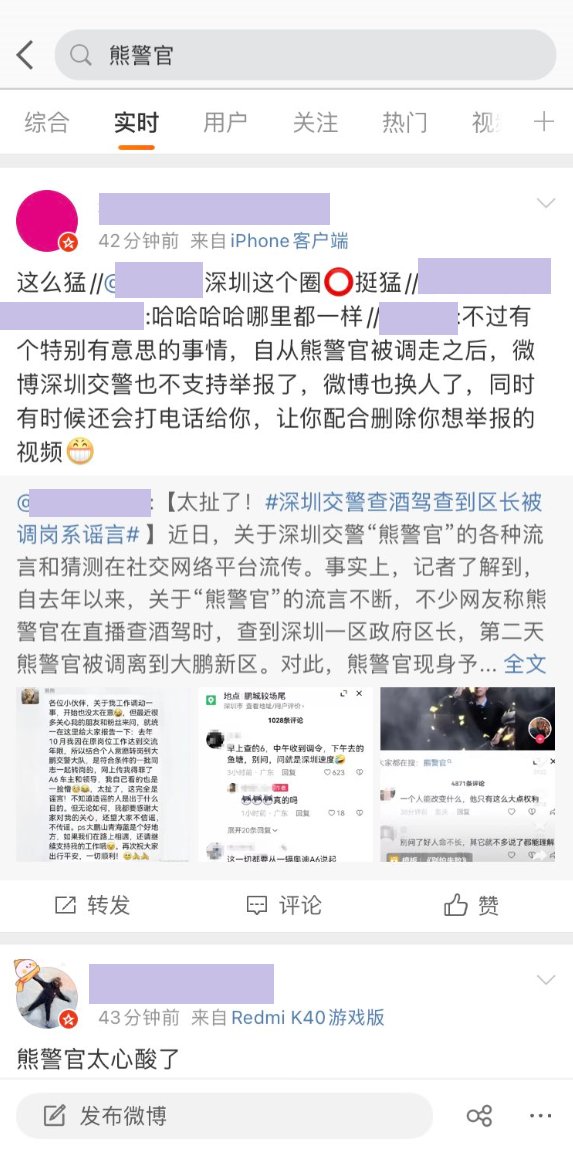 熊警官
综合 实时 用户 关注 热门 视
42分钟前 来自 iPhone客户端
这么猛//@ 深圳这个圈⭕挺猛//
:哈哈哈哈哪里都一样// :不过有
个特别有意思的事情，自从熊警官被调走之后，微
博深圳交警也不支持举报了，微博也换人了，同时
有时候还会打电话给你，让你配合删除你想举报的
视频😁
@ :【太扯了！#深圳交警查酒驾查到区长被
调岗系谣言# 】近日，关于深圳交警“熊警官”的各种流
言和猜测在社交网络平台流传。事实上，记者了解到，
自去年以来，关于“熊警官”的流言不断，不少网友称熊
警官在直播查酒驾时，查到深圳一区政府区长，第二天
熊警官被调离到大鹏新区。对此，熊警官现身予... 全文
各位小伙伴，关于我工作调动一
事，开始也没太在意😂，但最近很
多关心我的朋友和粉丝来问，就统
一在这里给大家报告一下：去年
10月我因在原岗位工作达到交流
年限，所以结合个人意愿转岗到大
鹏交警大队，是符合条件的一批同
志一起转岗的，网上传我得罪了
A6车主和领导，我自己看的也是
一脸懵😂😂，太扯了，这完全是
谣言！不知道造谣的人是出于什么
目的。但无论如何，我都要感谢大
家对我的关心，还望大家不信谣、
不传谣。ps大鹏山青海蓝是个好地
方，如果我们在路上相遇，还请继
续支持我的工作哦😄，再次祝大家
出行平安，一切顺利！😁🙏🙏
地点 鹏城较场尾
深圳市 查看地址/用户评价›
1028条评论
早上查的6，中午收到调令，下午去的
鱼塘，别问，问就是深圳速度🤣
3小时前·广东 回复 623
作者
😂😂😂真的吗
1小时前·广东 回复 18
展开20条回复
这一切都要从一辆奥迪A6说起
大家都在搜：熊警官
4871条评论
一个人能改变什么，他只有这么大点权利
别问了好人命不长，其它就不多说了都能理解
转发 评论 赞
43分钟前 来自 Redmi K40游戏版
熊警官太心酸了
发布微博